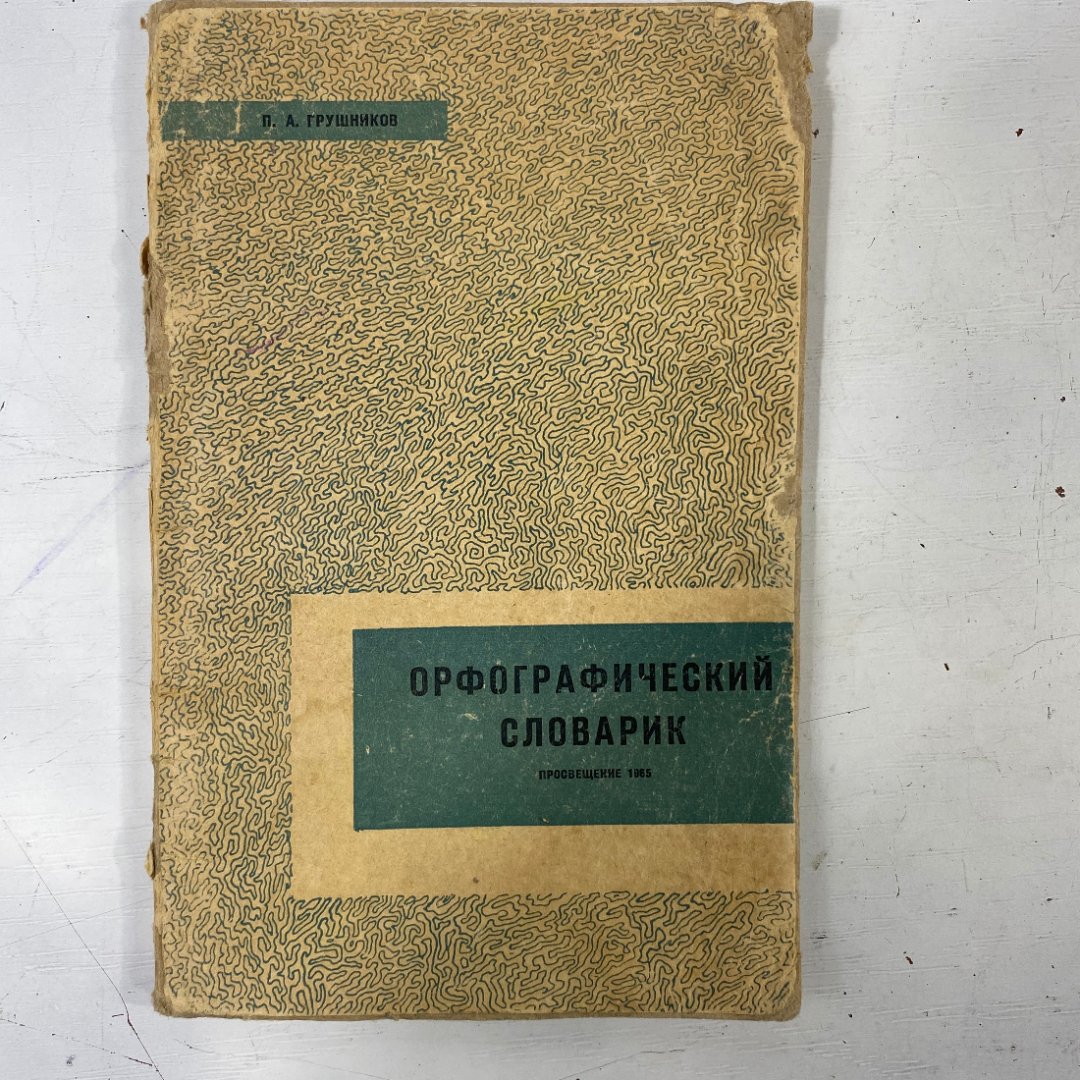 П. А. ГРУШНИКОВ
ОРФОГРАФИЧЕСКИЙ
СЛОВАРИК
ПРОСВЕЩЕНИЕ 1965